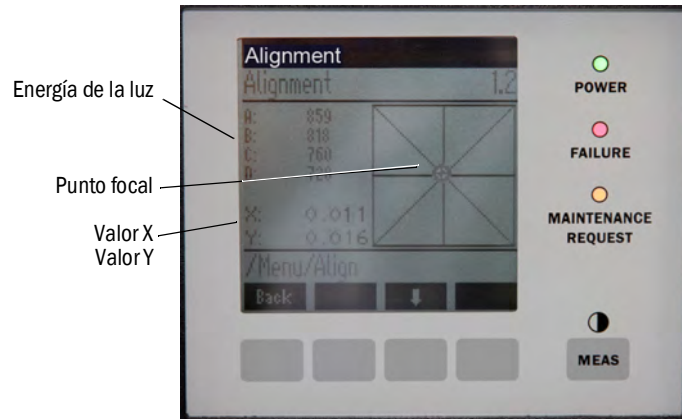 Energía de la luz
Punto focal
Valor X
Valor Y
Alignment
Alignment 1.2
A: 859
B: 818
C: 760
D: 728
X: 0.011
Y: 0.016
/Menu/Align
Back
POWER
FAILURE
MAINTENANCE
REQUEST
MEAS